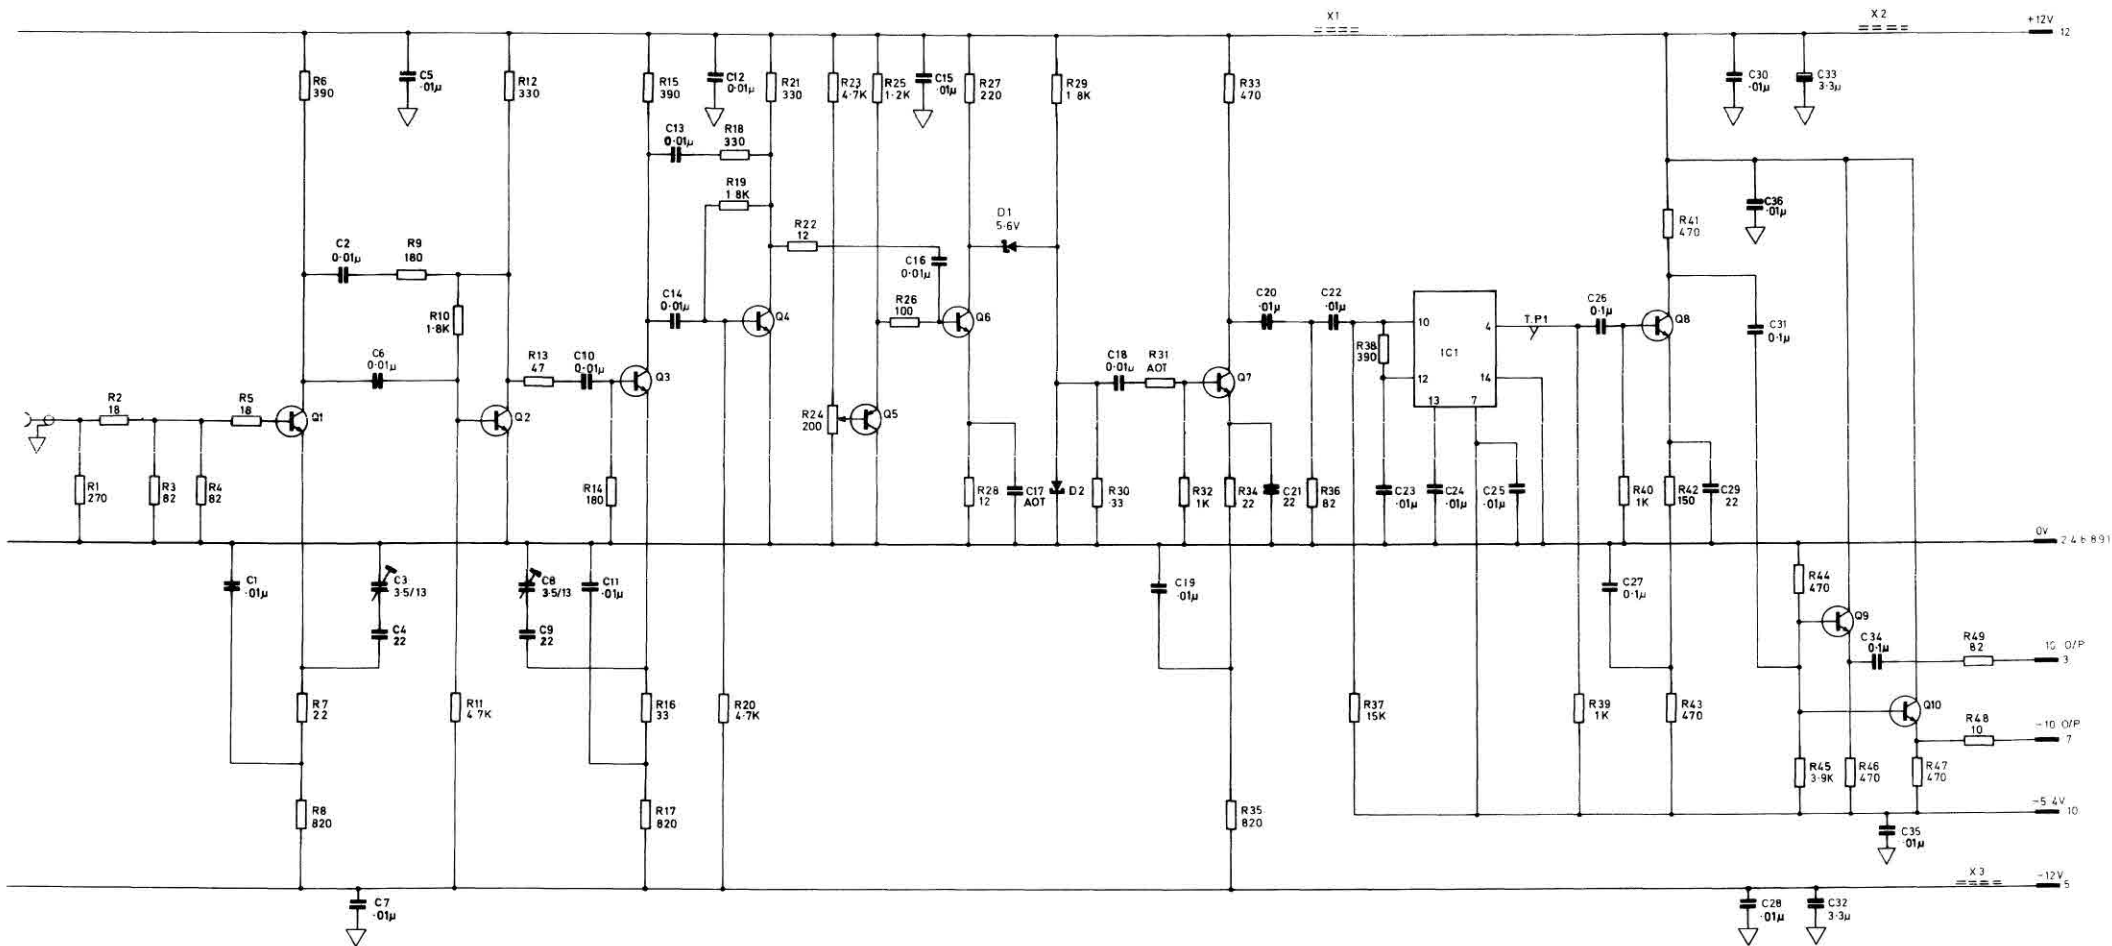 X1
X2
+12V
12
R6
390
C5
·01µ
R12
330
R15
390
C12
0·01µ
R21
330
R23
4·7K
R25
1·2K
C15
·01µ
R27
220
R29
1 8K
R33
470
C30
·01µ
C33
3·3µ
C13
0·01µ
R18
330
R19
1 8K
R22
12
D1
5·6V
C16
0·01µ
C36
·01µ
R41
470
C2
0·01µ
R9
180
R10
1·8K
C6
0·01µ
C14
0·01µ
Q4
R26
100
Q6
C20
·01µ
C22
·01µ
10
4
IC1
12
14
13
7
T.P1
C26
0·1µ
Q8
C31
0·1µ
R38
390
R13
47
C10
0·01µ
Q3
C18
0·01µ
R31
AOT
Q7
R2
18
R5
18
Q1
Q2
R24
200
Q5
R1
270
R3
82
R4
82
R14
180
R28
12
C17
AOT
D2
R30
·33
R32
1K
R34
22
C21
22
R36
82
C23
·01µ
C24
·01µ
C25
·01µ
R40
1K
R42
150
C29
22
0V
2 4 6 8 9 1
C1
·01µ
C3
3·5/13
C8
3·5/13
C11
·01µ
C4
22
C9
22
C19
·01µ
C27
0·1µ
R44
470
Q9
C34
0·1µ
R49
82
10 O/P
3
R7
22
R11
4 7K
R16
33
R20
4·7K
R37
15K
R39
1K
R43
470
Q10
R48
10
-10 O/P
7
R45
3·9K
R46
470
R47
470
R8
820
R17
820
R35
820
-5 4V
10
C35
·01µ
X3
-12V
5
C7
·01µ
C28
·01µ
C32
3·3µ